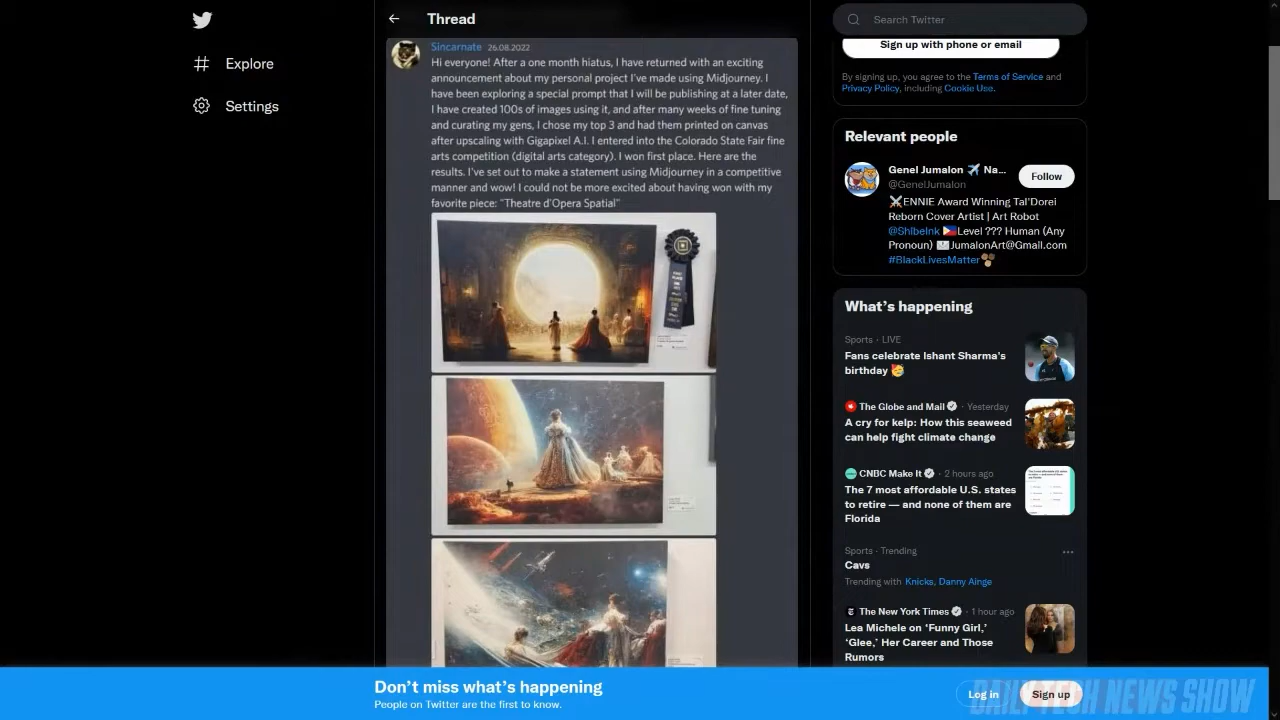 Explore
Settings
Thread
Sincarnate 26.08.2022
Hi everyone! After a one month hiatus, I have returned with an exciting
announcement about my personal project I've made using Midjourney. I
have been exploring a special prompt that I will be publishing at a later date,
I have created 100s of images using it, and after many weeks of fine tuning
and curating my gens, I chose my top 3 and had them printed on canvas
after upscaling with Gigapixel A.I. I entered into the Colorado State Fair fine
arts competition (digital arts category). I won first place. Here are the
results. I've set out to make a statement using Midjourney in a competitive
manner and wow! I could not be more excited about having won with my
favorite piece: "Theatre d'Opera Spatial"
Search Twitter
Sign up with phone or email
By signing up, you agree to the Terms of Service and
Privacy Policy, including Cookie Use.
Relevant people
Genel Jumalon ✈️ Na...
@GenelJumalon
Follow
⚔️ENNIE Award Winning Tal'Dorei
Reborn Cover Artist | Art Robot
@ShibeInk 🇵🇭Level ??? Human (Any
Pronoun) 📨JumalonArt@Gmail.com
#BlackLivesMatter✊🏽
What's happening
Sports · LIVE
Fans celebrate Ishant Sharma's
birthday 🥳
The Globe and Mail · Yesterday
A cry for kelp: How this seaweed
can help fight climate change
CNBC Make It · 2 hours ago
The 7 most affordable U.S. states
to retire — and none of them are
Florida
Sports · Trending
Cavs
Trending with Knicks, Danny Ainge
The New York Times · 1 hour ago
Lea Michele on 'Funny Girl,'
'Glee,' Her Career and Those
Rumors
Don't miss what's happening
People on Twitter are the first to know.
Log in
Sign up
DAILY TECH NEWS SHOW